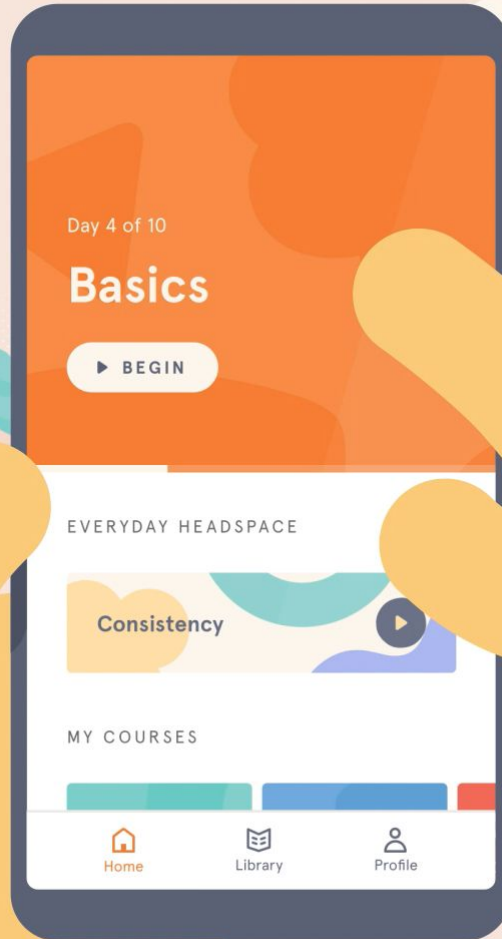 Day 4 of 10
Basics
BEGIN
EVERYDAY HEADSPACE
Consistency
MY COURSES
Home
Library
Profile